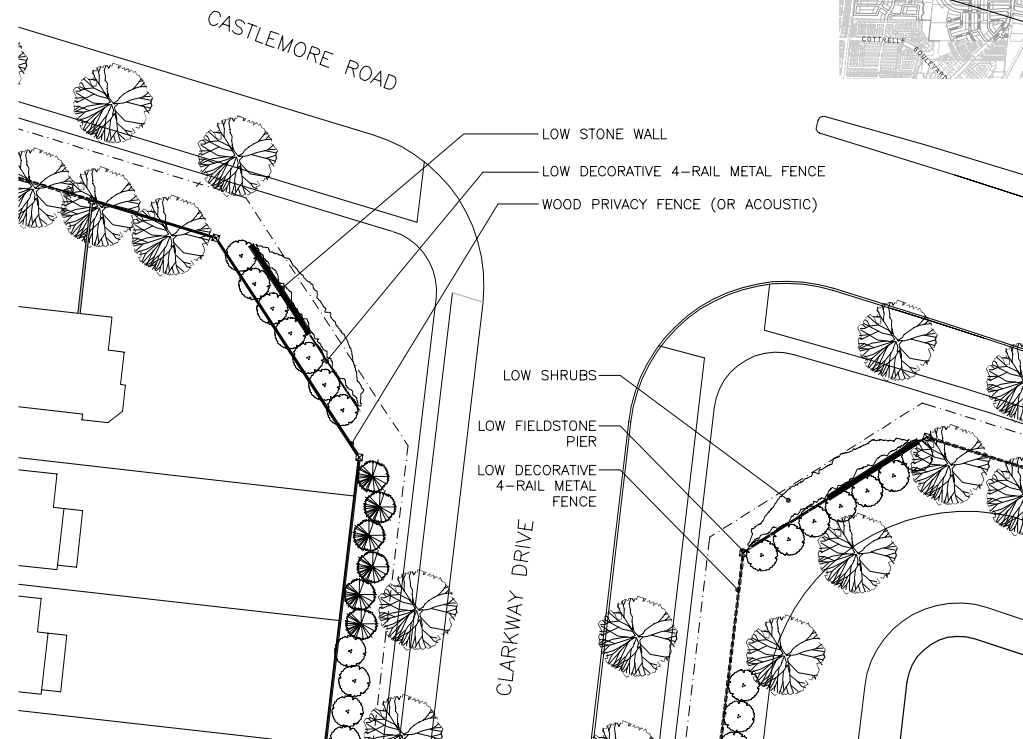 CASTLEMORE ROAD
COTTRELLE
BOULEVARD
LOW STONE WALL
LOW DECORATIVE 4-RAIL METAL FENCE
WOOD PRIVACY FENCE (OR ACOUSTIC)
LOW SHRUBS
LOW FIELDSTONE
PIER
LOW DECORATIVE
4-RAIL METAL
FENCE
CLARKWAY DRIVE